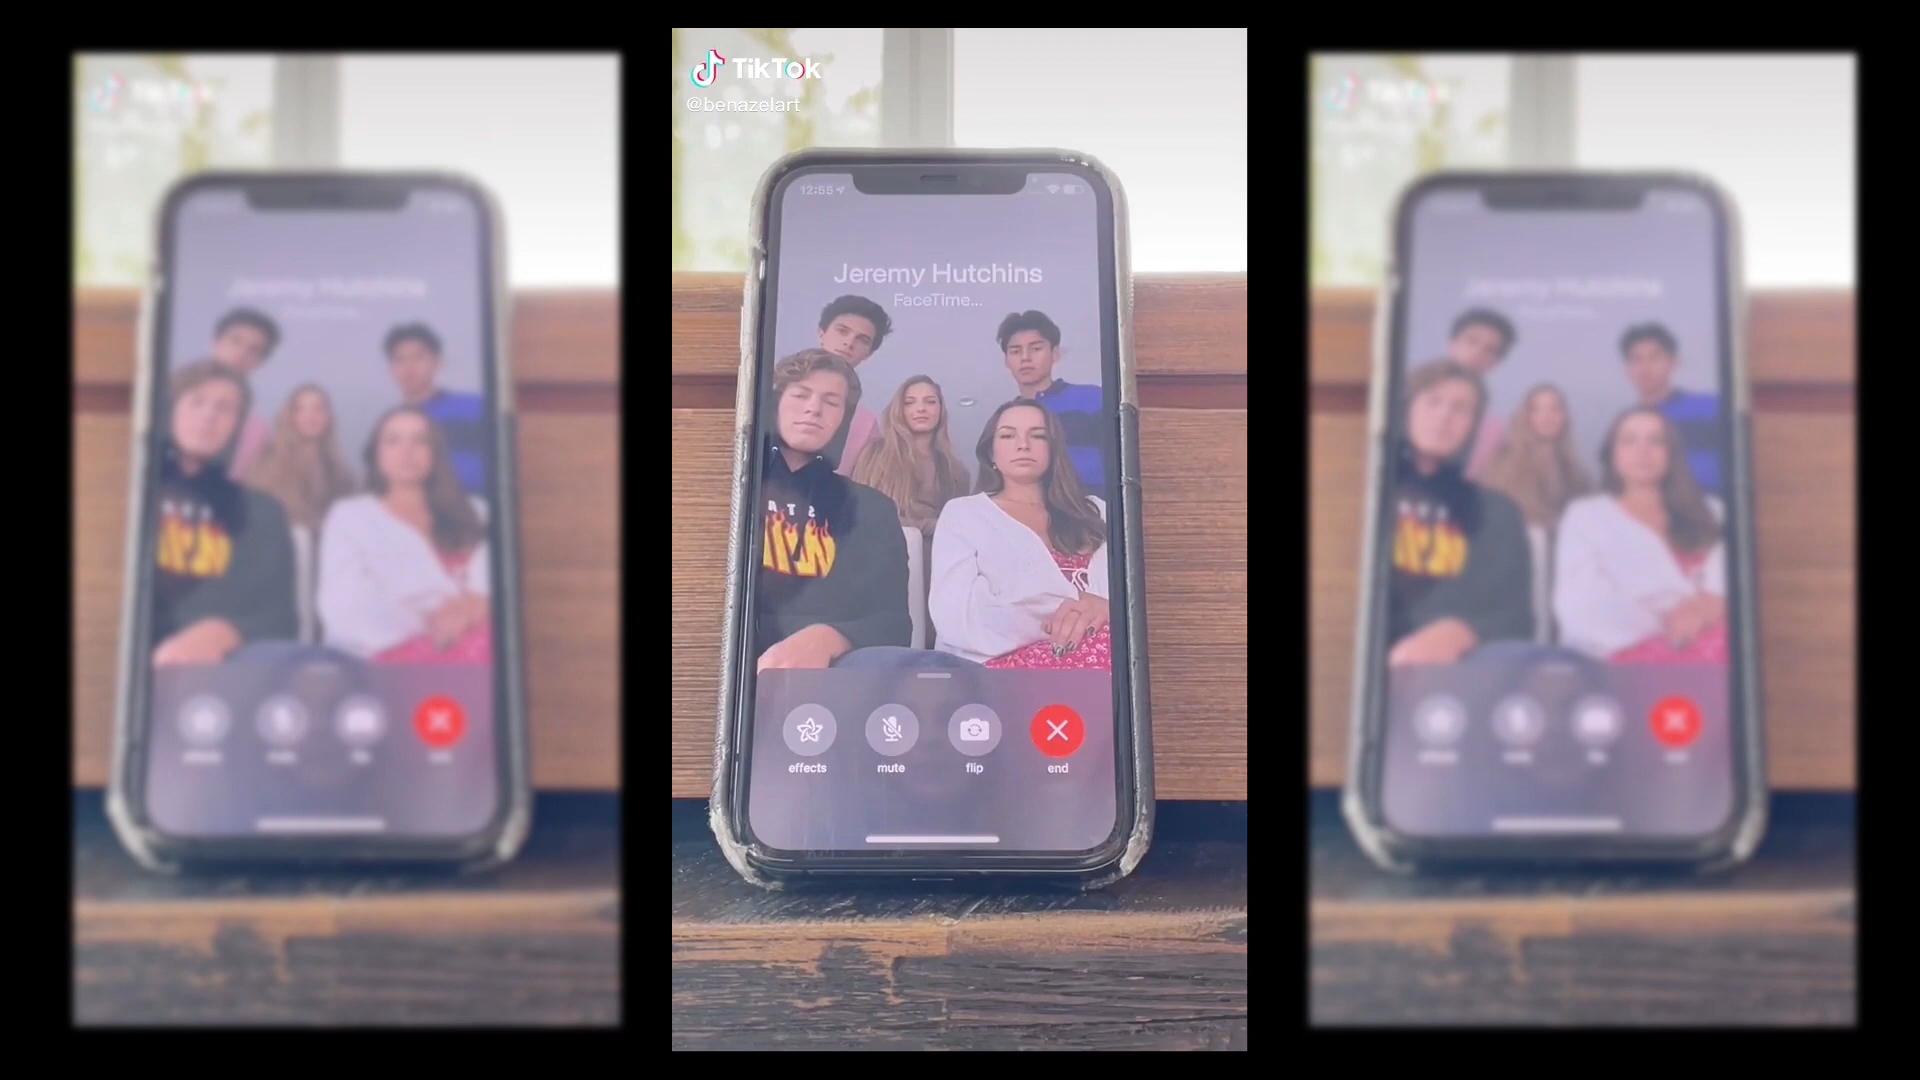 TikTok
@benazelart
12:55
Jeremy Hutchins
FaceTime...
effects
mute
flip
end